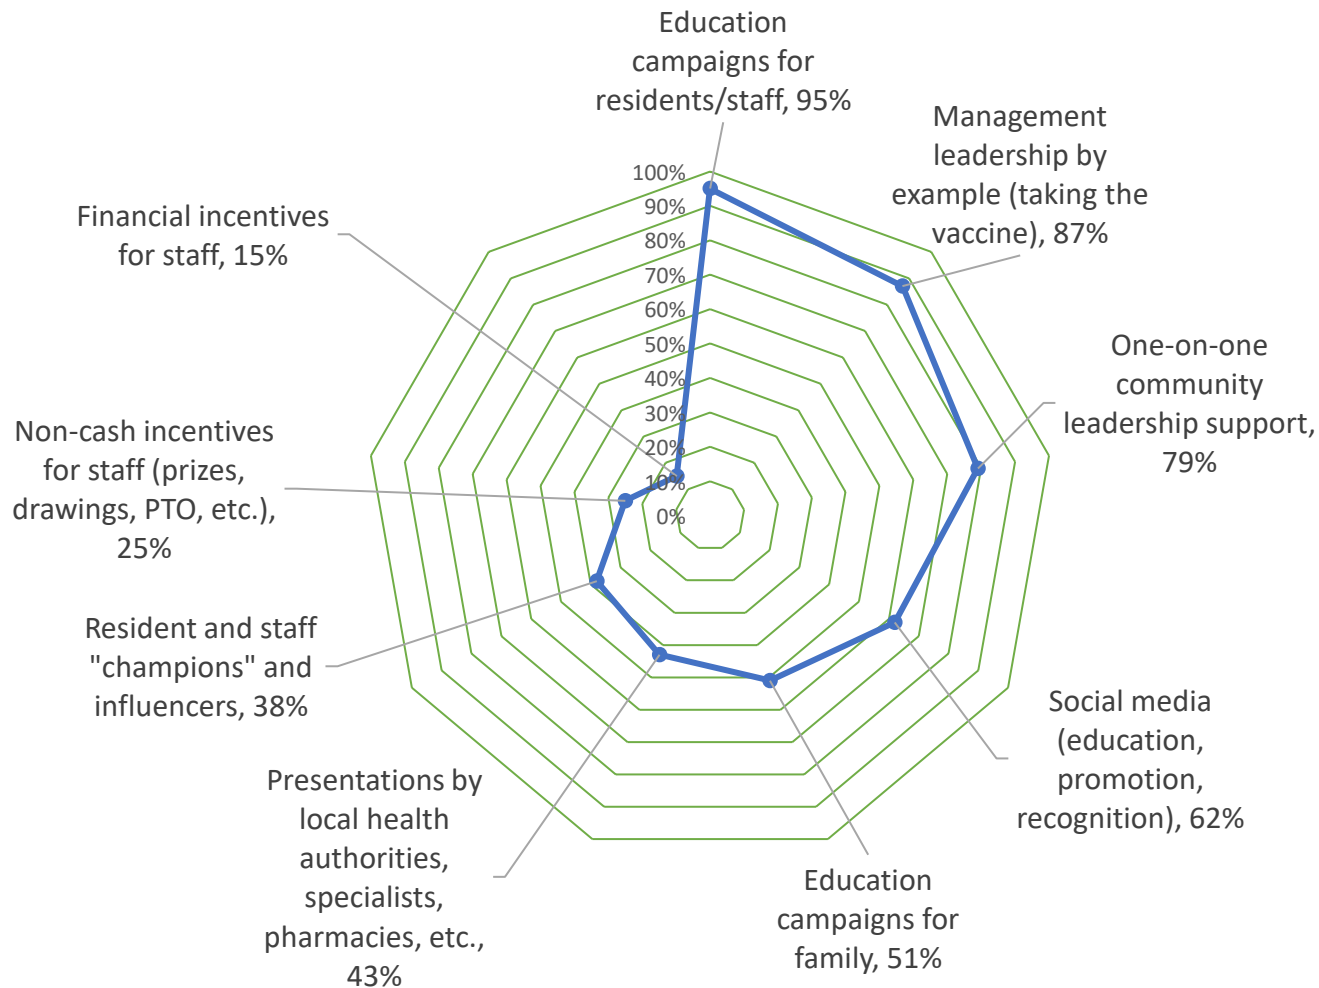 Education
campaigns for
residents/staff, 95%
Management
leadership by
example (taking the
vaccine), 87%
One-on-one
community
leadership support,
79%
Social media
(education,
promotion,
recognition), 62%
Education
campaigns for
family, 51%
Presentations by
local health
authorities,
specialists,
pharmacies, etc.,
43%
Resident and staff
"champions" and
influencers, 38%
Non-cash incentives
for staff (prizes,
drawings, PTO, etc.),
25%
Financial incentives
for staff, 15%
100%
90%
80%
70%
60%
50%
40%
30%
20%
10%
0%